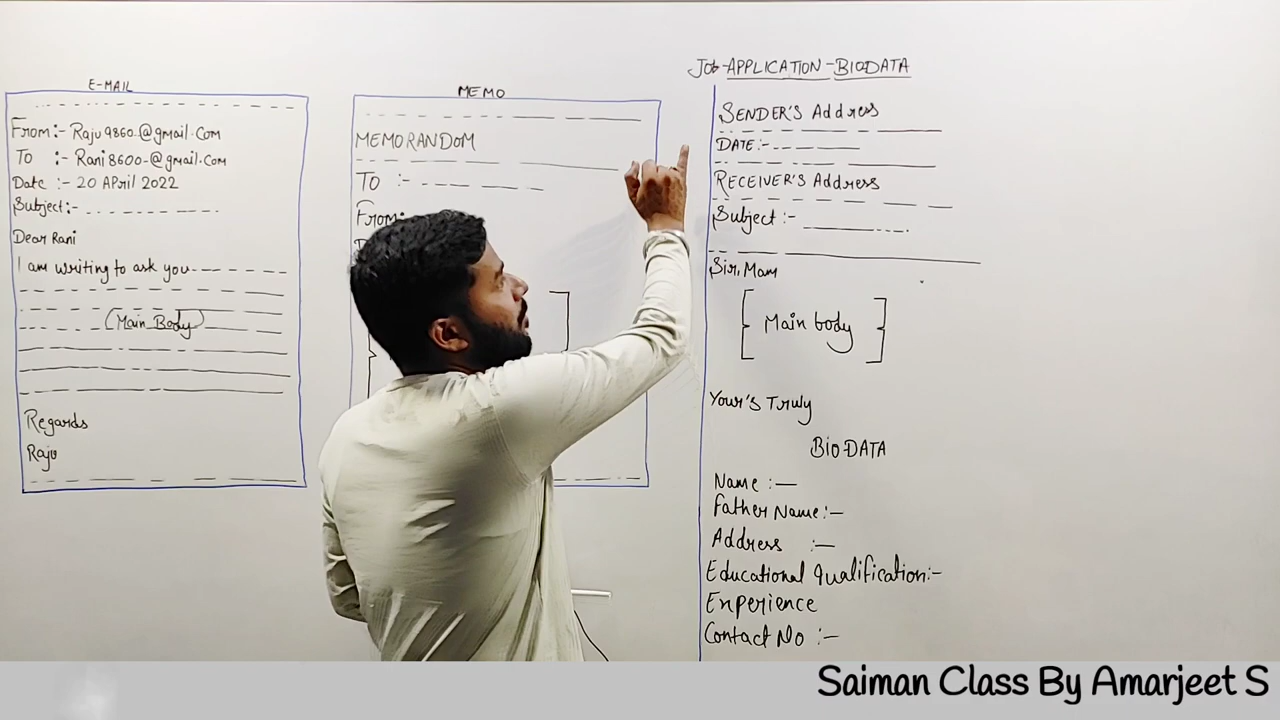 E-MAIL
From:- Raju9860-@gmail.Com
To :- Rani8600-@gmail.Com
Date :- 20 APril 2022
Subject:-
Dear Rani
I am writing to ask you
(Main Body)
Regards
Raju
MEMO
MEMORANDOM
TO :-
From:-
Job-APPLICATION-BIODATA
SENDER'S Address
DATE:-
RECEIVER'S Address
Subject :-
Sir, Mam
[Main body]
Your's Truly
BIODATA
Name :-
Father Name:-
Address :-
Educational Qualification:-
Experience
Contact No :-
Saiman Class By Amarjeet S